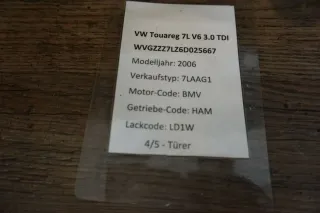 VW Touareg 7L V6 3.0 TDI
WVGZZZ7LZ6D025667
Modelljahr: 2006
Verkaufstyp: 7LAAG1
Motor-Code: BMV
Getriebe-Code: HAM
Lackcode: LD1W
4/5 - Türer